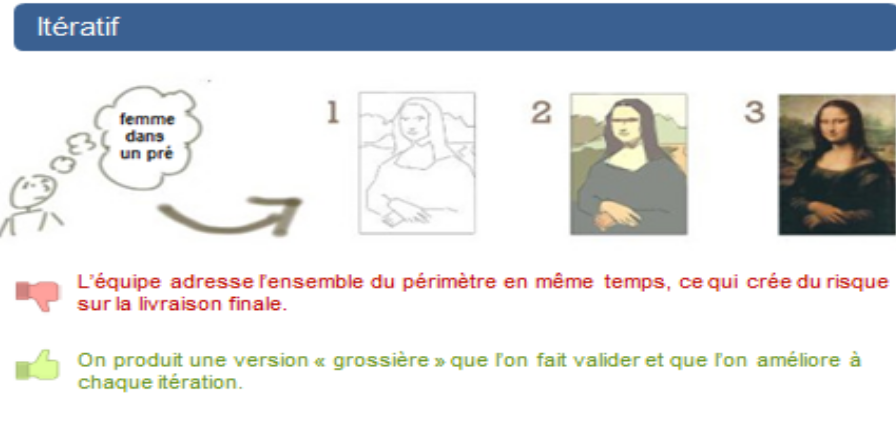 Itératif
femme
dans
un pré
1
2
3
L'équipe adresse l'ensemble du périmètre en même temps, ce qui crée du risque
sur la livraison finale.
On produit une version « grossière » que l'on fait valider et que l'on améliore à
chaque itération.